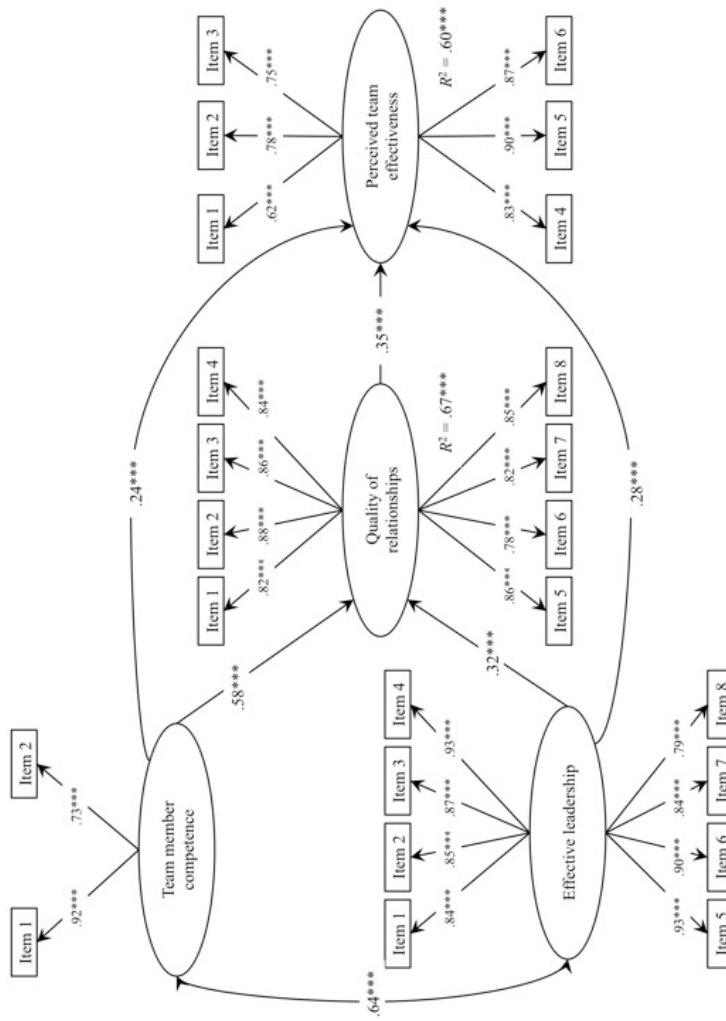 Item 1
Item 2
.92***
.73***
Team member
competence
.24***
.58***
Item 1
Item 2
Item 3
Item 4
.82***
.88***
.86***
.84***
Quality of
relationships
R² = .67***
.86***
.78***
.82***
.85***
Item 5
Item 6
Item 7
Item 8
.35***
Item 1
Item 2
Item 3
.62***
.78***
.75***
Perceived team
effectiveness
R² = .60***
.83***
.90***
.87***
Item 4
Item 5
Item 6
.64***
.32***
Item 1
Item 2
Item 3
Item 4
.84***
.85***
.87***
.93***
Effective leadership
.93***
.90***
.84***
.79***
Item 5
Item 6
Item 7
Item 8
.28***